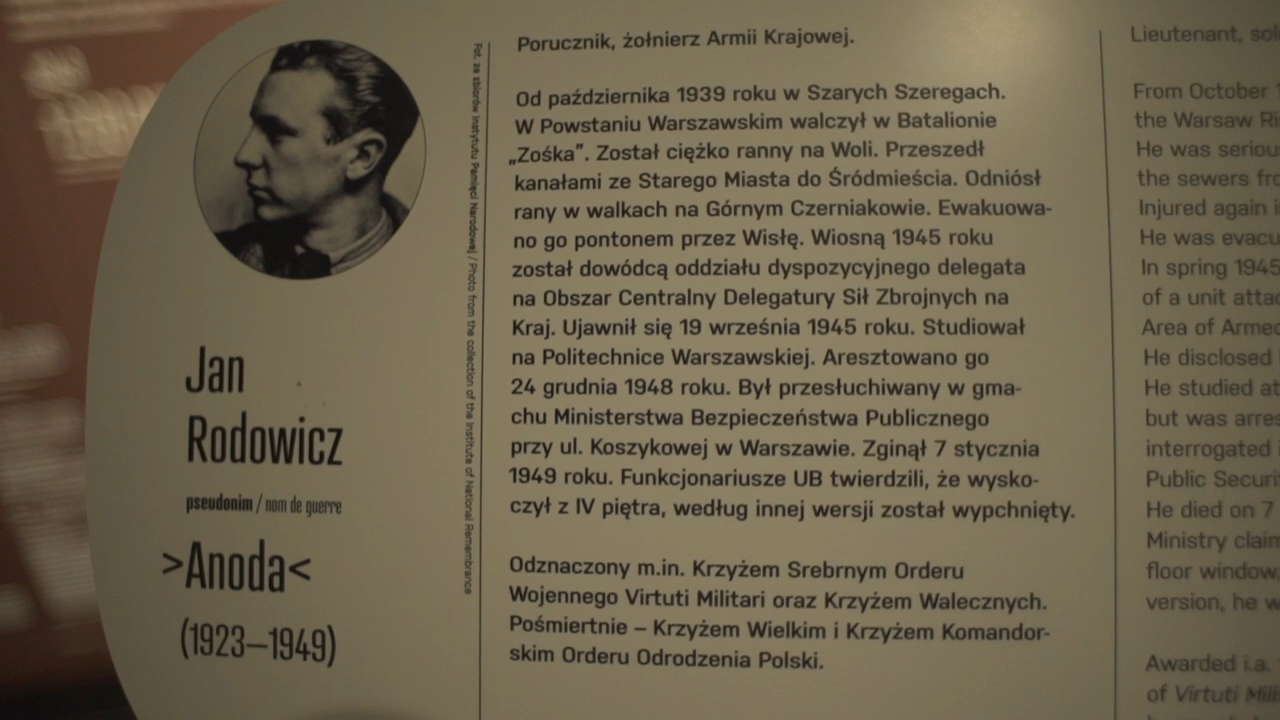 Jan
Rodowicz
pseudonim / nom de guerre
>Anoda<
(1923–1949)
Fot. ze zbiorów Instytutu Pamięci Narodowej / Photo from the collection of the Institute of National Remembrance
Porucznik, żołnierz Armii Krajowej.
Od października 1939 roku w Szarych Szeregach.
W Powstaniu Warszawskim walczył w Batalionie
„Zośka”. Został ciężko ranny na Woli. Przeszedł
kanałami ze Starego Miasta do Śródmieścia. Odniósł
rany w walkach na Górnym Czerniakowie. Ewakuowa-
no go pontonem przez Wisłę. Wiosną 1945 roku
został dowódcą oddziału dyspozycyjnego delegata
na Obszar Centralny Delegatury Sił Zbrojnych na
Kraj. Ujawnił się 19 września 1945 roku. Studiował
na Politechnice Warszawskiej. Aresztowano go
24 grudnia 1948 roku. Był przesłuchiwany w gma-
chu Ministerstwa Bezpieczeństwa Publicznego
przy ul. Koszykowej w Warszawie. Zginął 7 stycznia
1949 roku. Funkcjonariusze UB twierdzili, że wysko-
czył z IV piętra, według innej wersji został wypchnięty.
Odznaczony m.in. Krzyżem Srebrnym Orderu
Wojennego Virtuti Militari oraz Krzyżem Walecznych.
Pośmiertnie – Krzyżem Wielkim i Krzyżem Komandor-
skim Orderu Odrodzenia Polski.
Lieutenant,
From October
the Warsaw
He was
the sewers
Injured again
He was
In spring 1945
of a unit
Area of
He disclosed
He studied at
but was
interrogated
Public
He died on 7
Ministry
floor window
version, he
Awarded i.a.
of Virtuti